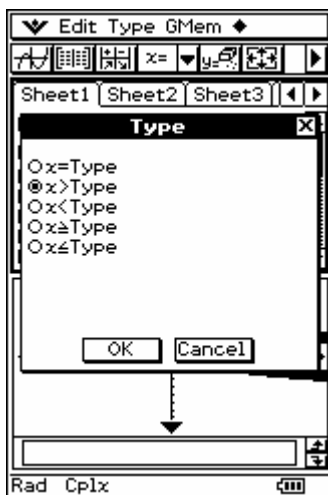 Edit Type GMem
x= y=
Sheet1 Sheet2 Sheet3
Type
x=Type
x>Type
x<Type
x≥Type
x≤Type
OK Cancel
Rad Cplx